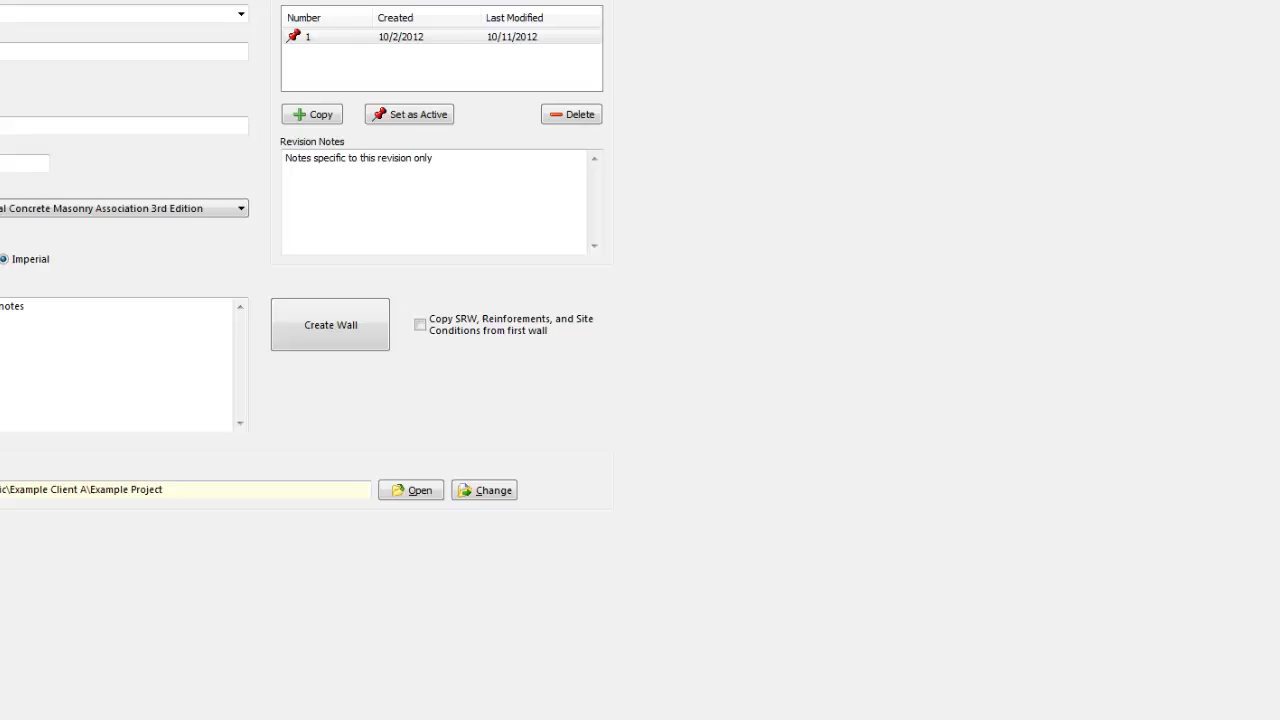 Number Created Last Modified
1 10/2/2012 10/11/2012
Copy Set as Active Delete
Revision Notes
Notes specific to this revision only
al Concrete Masonry Association 3rd Edition
Imperial
notes
Create Wall
Copy SRW, Reinforements, and Site
Conditions from first wall
ic\Example Client A\Example Project
Open Change